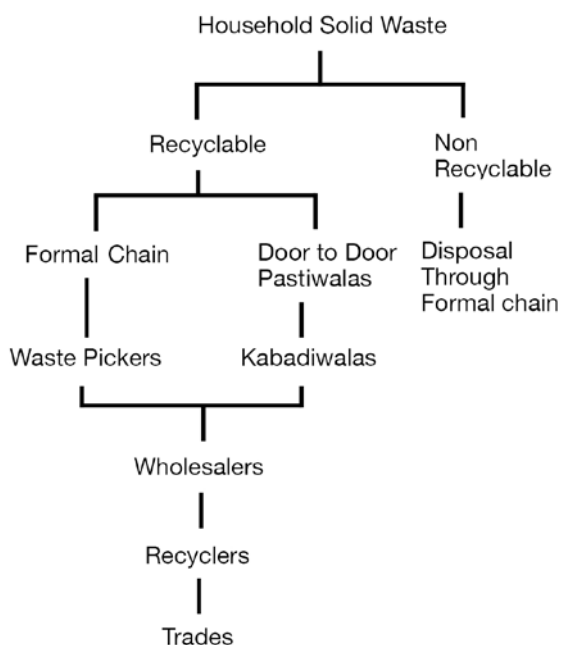 Household Solid Waste
Recyclable
Non
Recyclable
Formal Chain
Door to Door
Pastiwalas
Disposal
Through
Formal chain
Waste Pickers
Kabadiwalas
Wholesalers
Recyclers
Trades